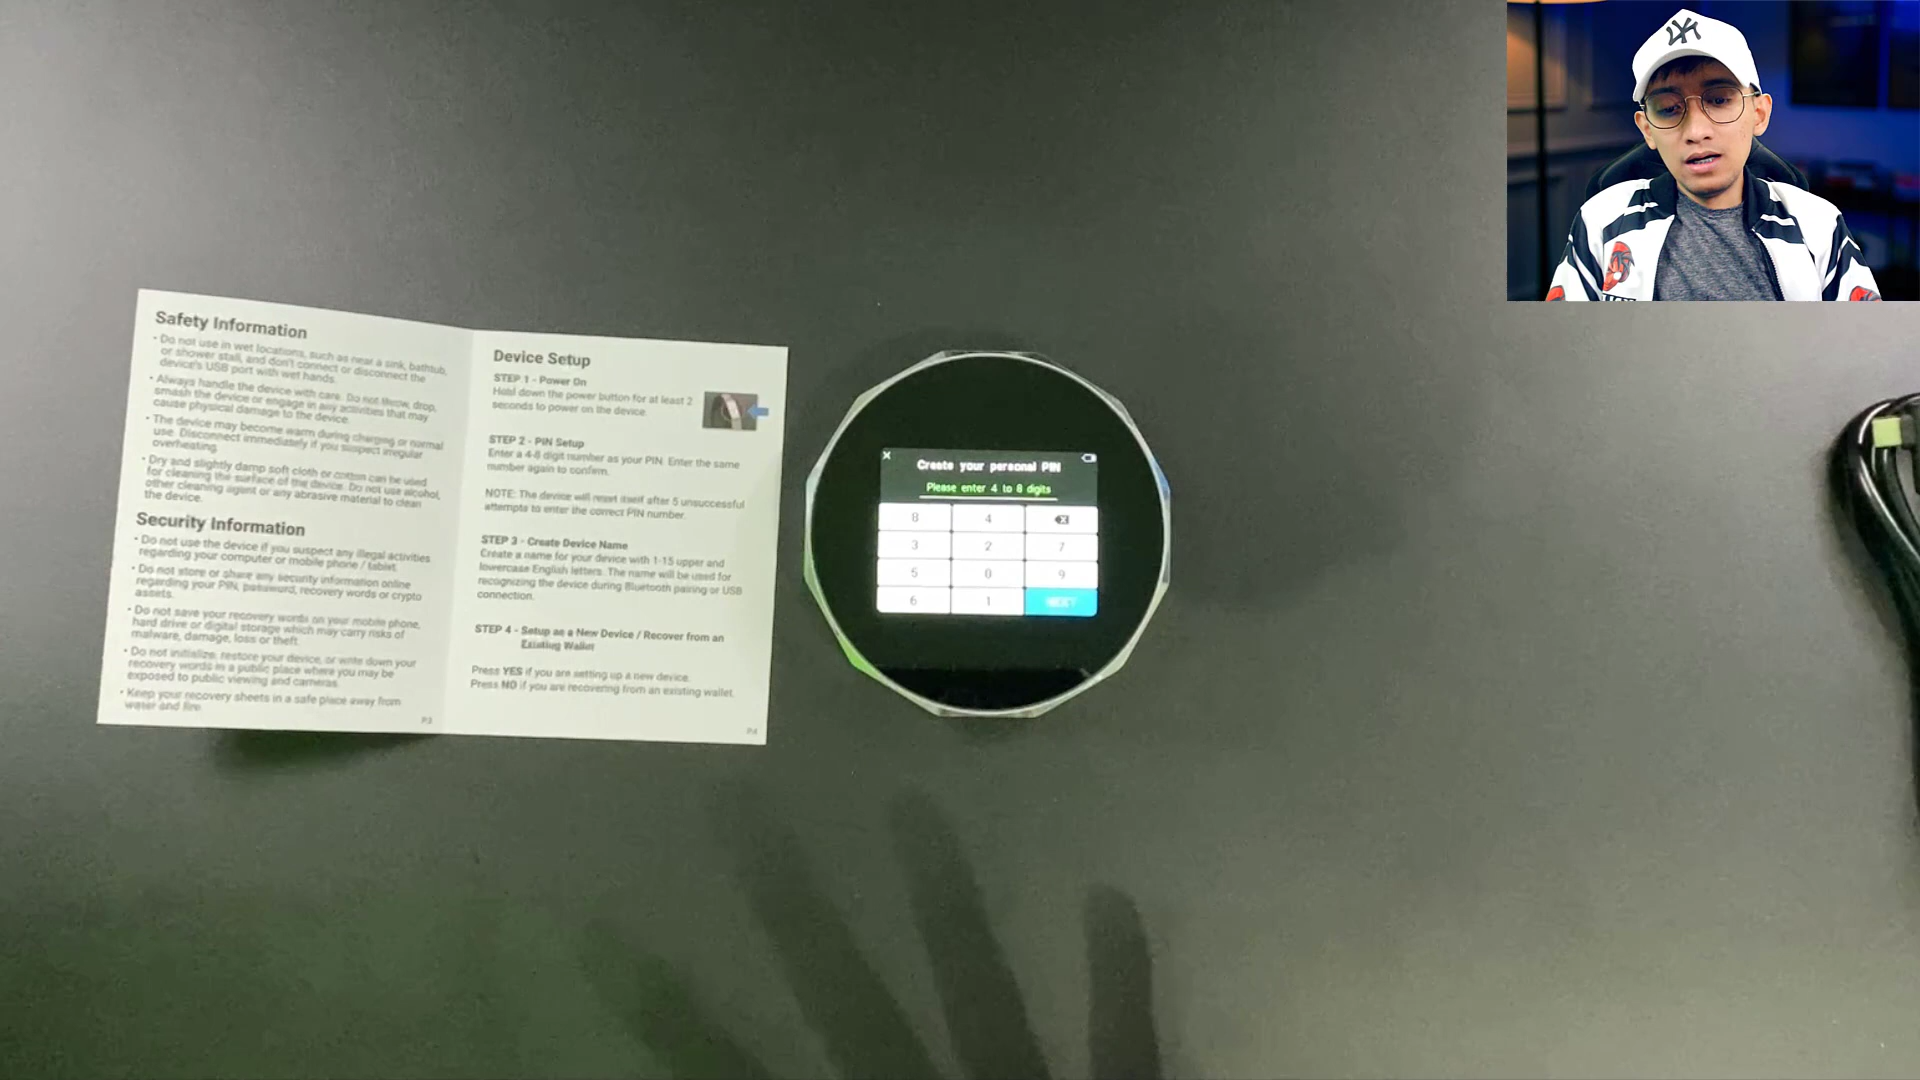 NY
Safety Information
• Do not use in wet locations, such as near a sink, bathtub,
or shower stall, and don't connect or disconnect the
device's USB port with wet hands.
• Always handle the device with care. Do not throw, drop,
smash the device or engage in any activities that may
cause physical damage to the device.
• The device may become warm during charging or normal
use. Disconnect immediately if you suspect irregular
overheating.
• Dry and slightly damp soft cloth or cotton can be used
for cleaning the surface of the device. Do not use alcohol,
other cleaning agent or any abrasive material to clean
the device.
Security Information
• Do not use the device if you suspect any illegal activities
regarding your computer or mobile phone / tablet.
• Do not store or share any security information online
regarding your PIN, password, recovery words or crypto
assets.
• Do not save your recovery words on your mobile phone,
hard drive or digital storage which may carry risks of
malware, damage, loss or theft.
• Do not initialize, restore your device, or write down your
recovery words in a public place where you may be
exposed to public viewing and cameras.
• Keep your recovery sheets in a safe place away from
water and fire.
P.3
Device Setup
STEP 1 - Power On
Hold down the power button for at least 2
seconds to power on the device.
STEP 2 - PIN Setup
Enter a 4-8 digit number as your PIN. Enter the same
number again to confirm.
NOTE: The device will reset itself after 5 unsuccessful
attempts to enter the correct PIN number.
STEP 3 - Create Device Name
Create a name for your device with 1-15 upper and
lowercase English letters. The name will be used for
recognizing the device during Bluetooth pairing or USB
connection.
STEP 4 - Setup as a New Device / Recover from an
Existing Wallet
Press YES if you are setting up a new device.
Press NO if you are recovering from an existing wallet.
P.4
Create your personal PIN
Please enter 4 to 8 digits
8 4
3 2 7
5 0 9
6 1 NEXT